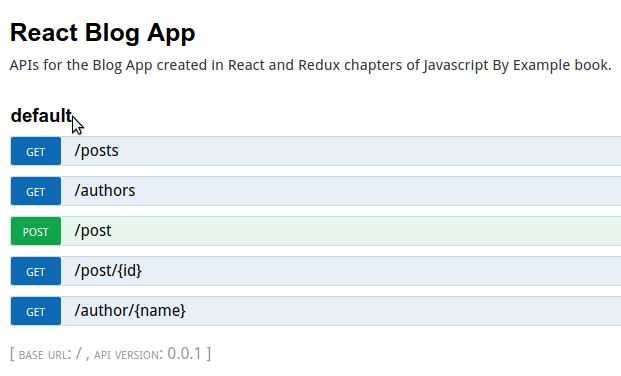 React Blog App
APIs for the Blog App created in React and Redux chapters of Javascript By Example book.
default
GET /posts
GET /authors
POST /post
GET /post/{id}
GET /author/{name}
[ BASE URL: / , API VERSION: 0.0.1 ]